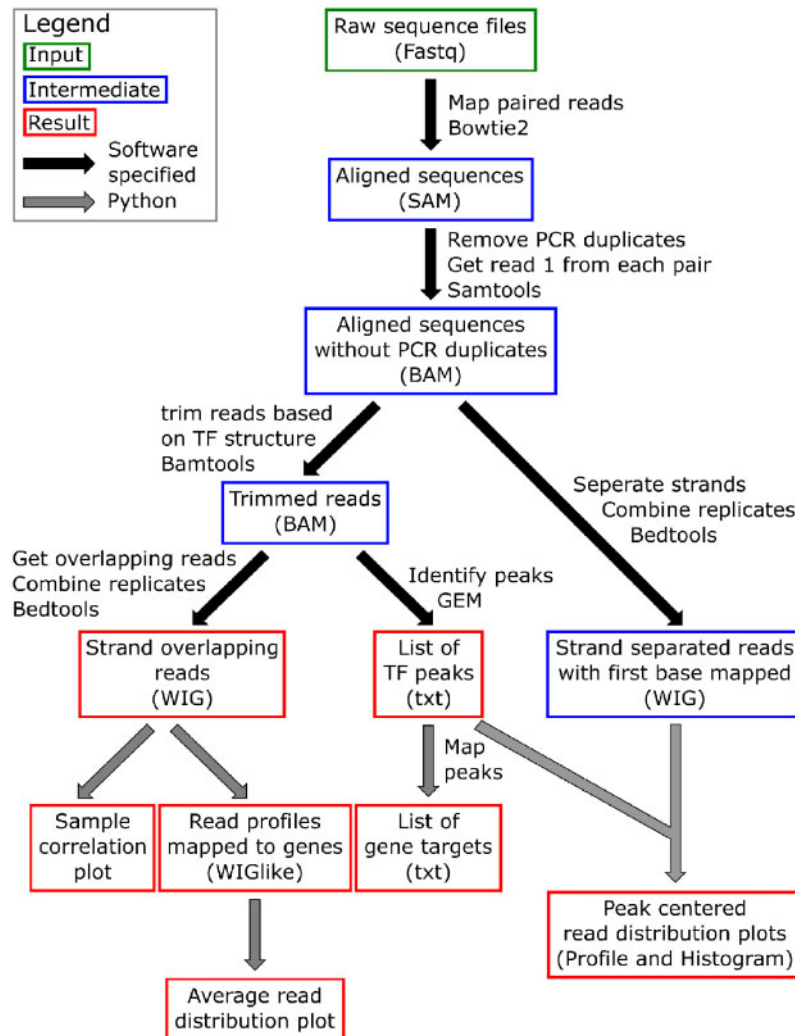 Legend
Input
Intermediate
Result
Software
specified
Python
Raw sequence files
(Fastq)
Map paired reads
Bowtie2
Aligned sequences
(SAM)
Remove PCR duplicates
Get read 1 from each pair
Samtools
Aligned sequences
without PCR duplicates
(BAM)
trim reads based
on TF structure
Bamtools
Seperate strands
Combine replicates
Bedtools
Trimmed reads
(BAM)
Get overlapping reads
Combine replicates
Bedtools
Identify peaks
GEM
Strand overlapping
reads
(WIG)
List of
TF peaks
(txt)
Strand separated reads
with first base mapped
(WIG)
Map
peaks
Sample
correlation
plot
Read profiles
mapped to genes
(WIGlike)
List of
gene targets
(txt)
Peak centered
read distribution plots
(Profile and Histogram)
Average read
distribution plot